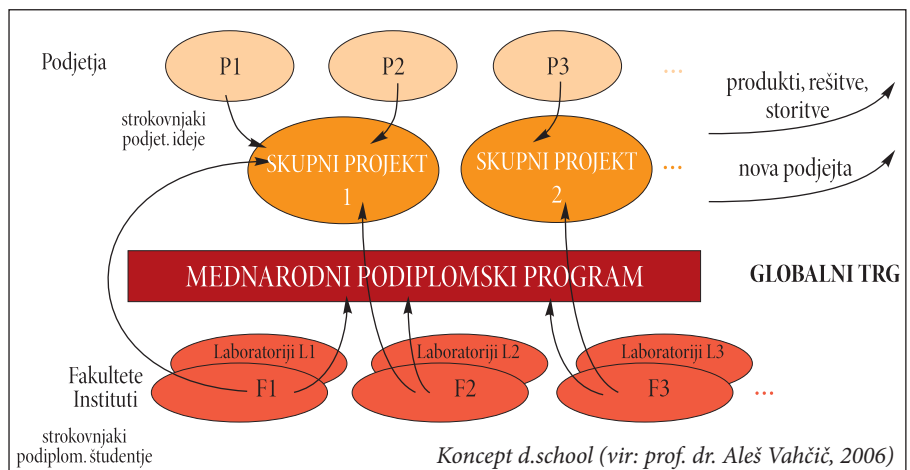 Podjetja
P1
P2
P3
...
strokovnjaki
podjet. ideje
produkti, rešitve,
storitve
SKUPNI PROJEKT
1
SKUPNI PROJEKT
2
...
nova podjejta
MEDNARODNI PODIPLOMSKI PROGRAM
GLOBALNI TRG
Laboratoriji L1
Laboratoriji L2
Laboratoriji L3
Fakultete
Instituti
F1
F2
F3
...
strokovnjaki
podiplom. študentje
Koncept d.school (vir: prof. dr. Aleš Vahčič, 2006)